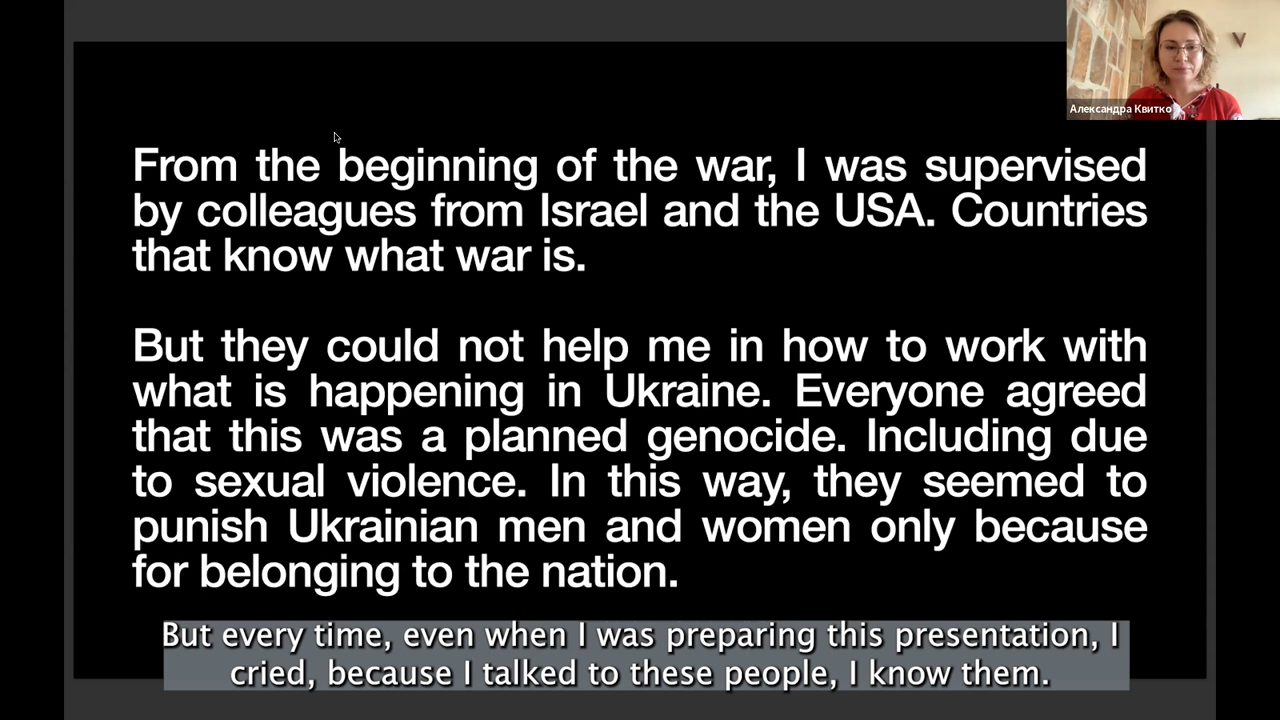 Александра Квитко
From the beginning of the war, I was supervised
by colleagues from Israel and the USA. Countries
that know what war is.
But they could not help me in how to work with
what is happening in Ukraine. Everyone agreed
that this was a planned genocide. Including due
to sexual violence. In this way, they seemed to
punish Ukrainian men and women only because
for belonging to the nation.
But every time, even when I was preparing this presentation, I
cried, because I talked to these people, I know them.